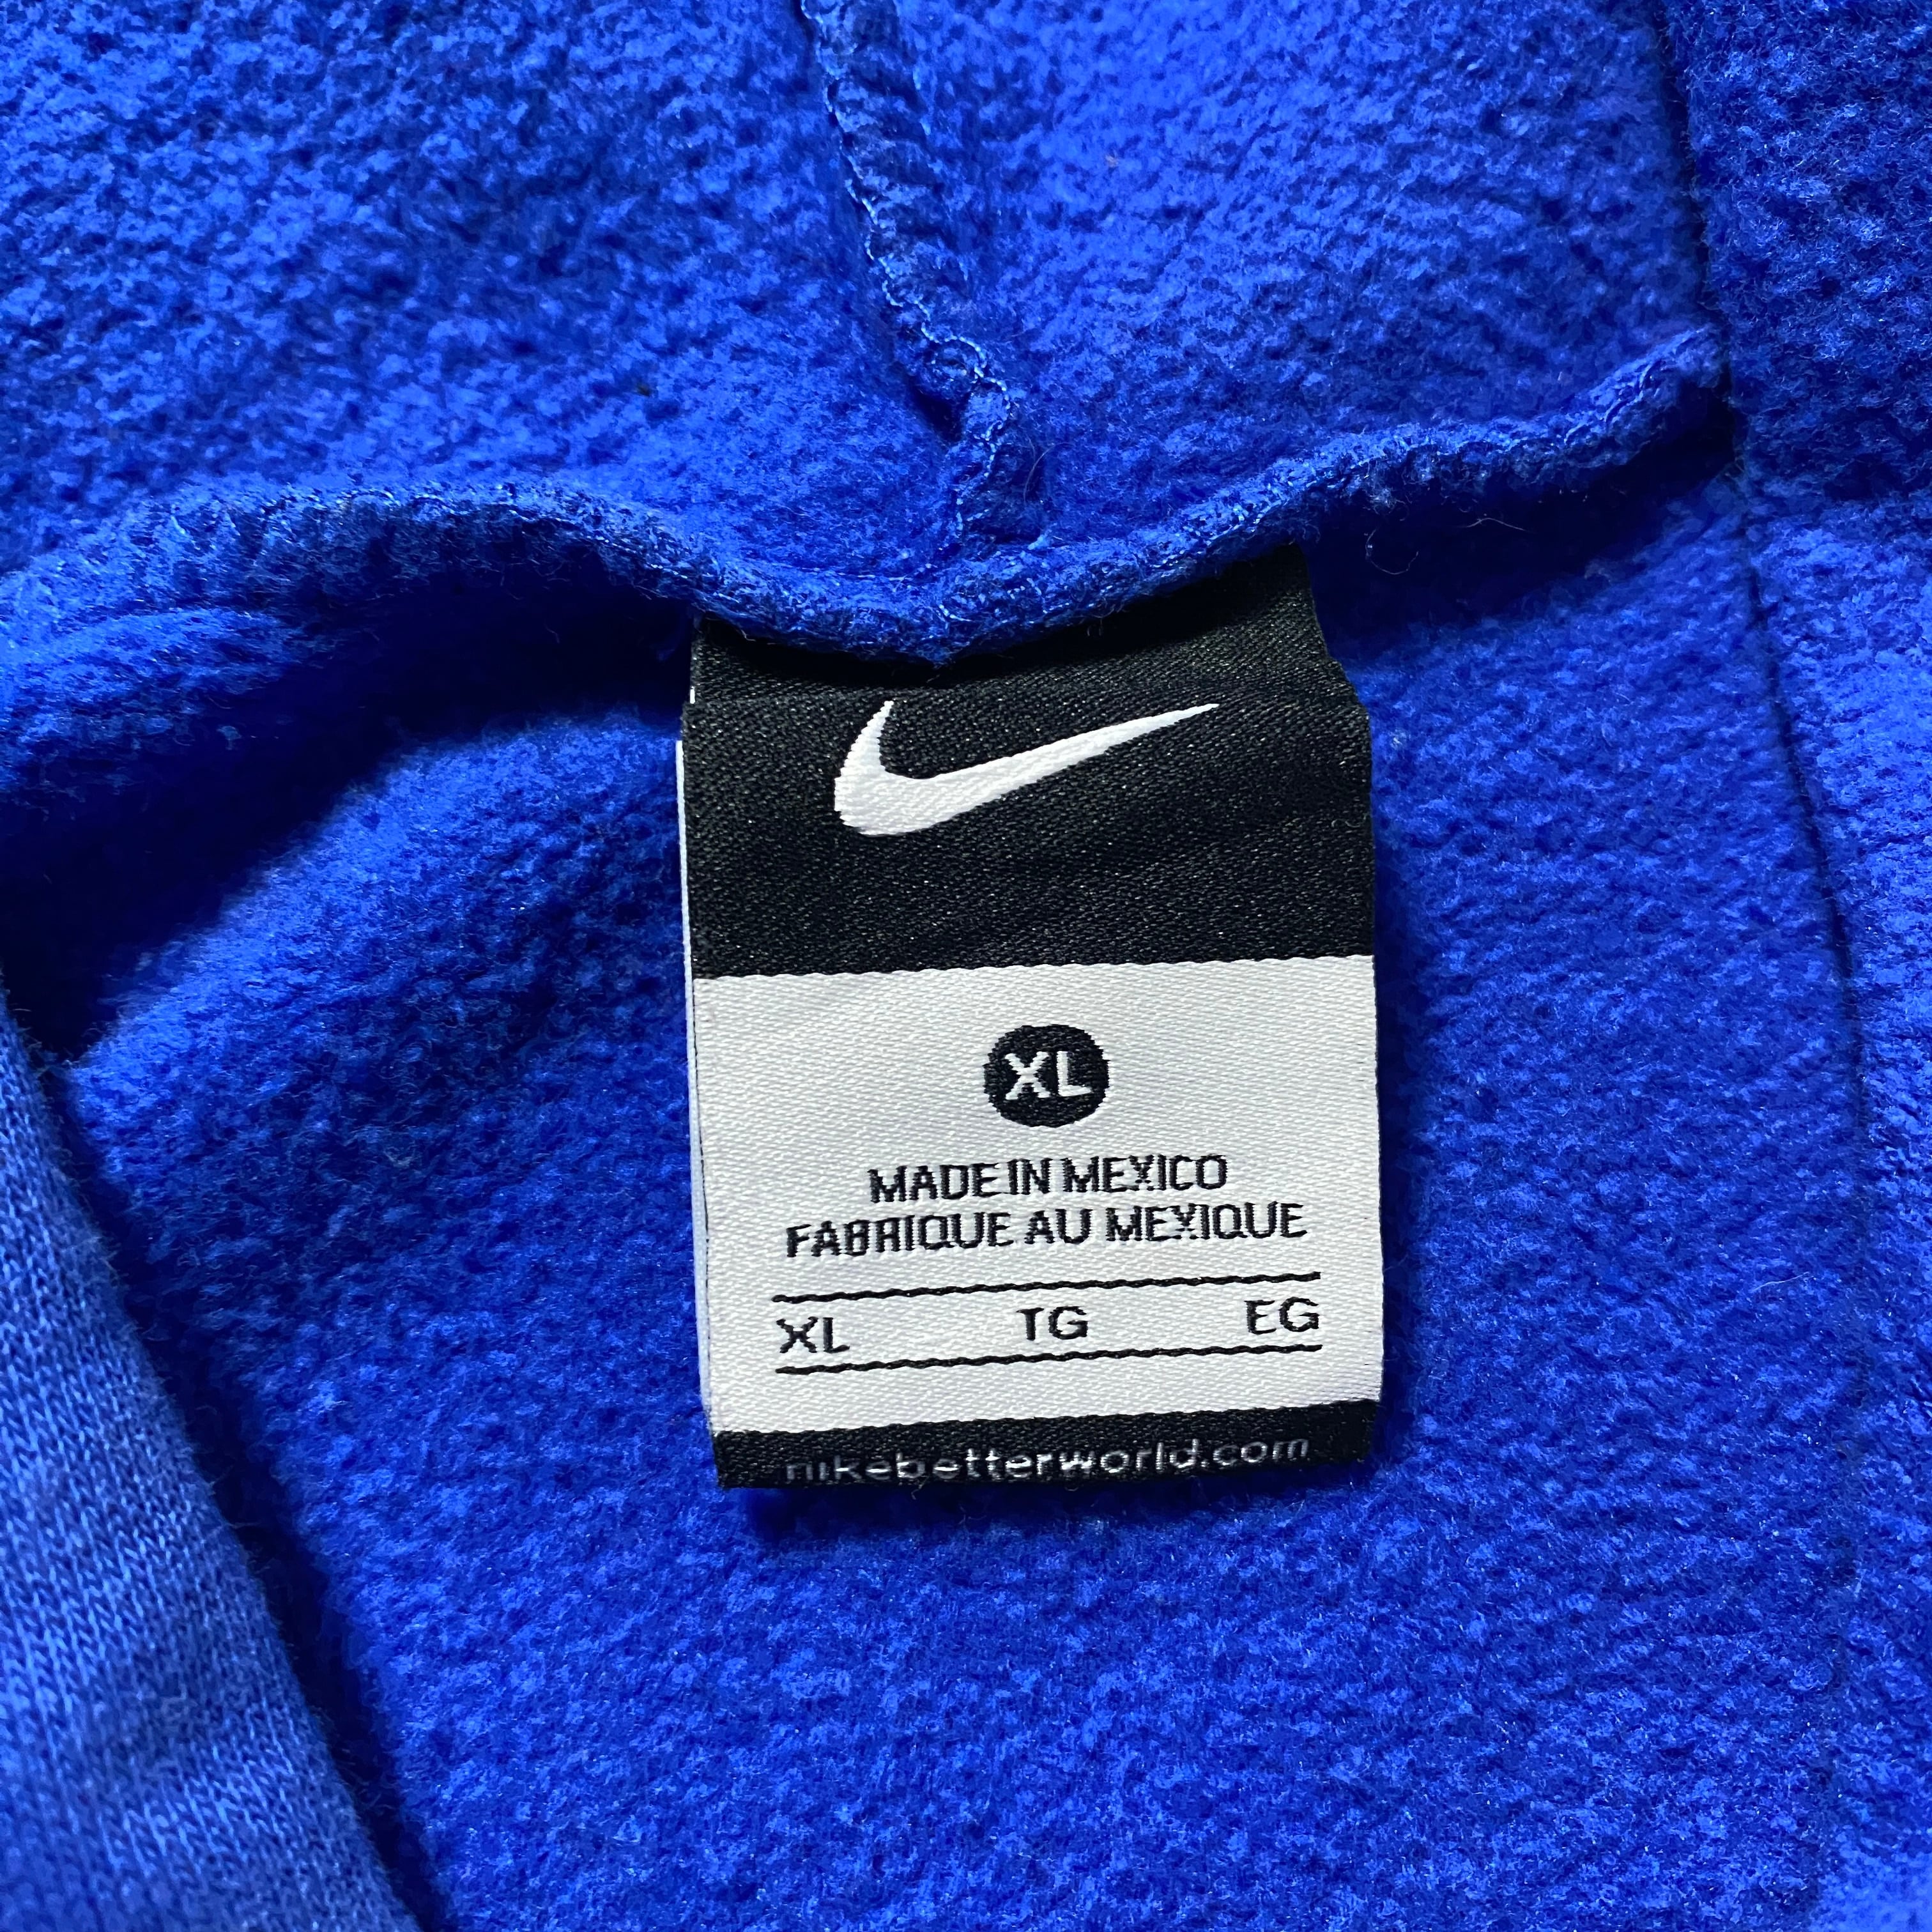 XL
MADE IN MEXICO
FABRIQUE AU MEXIQUE
XL TG EG
nikebetterworld.com